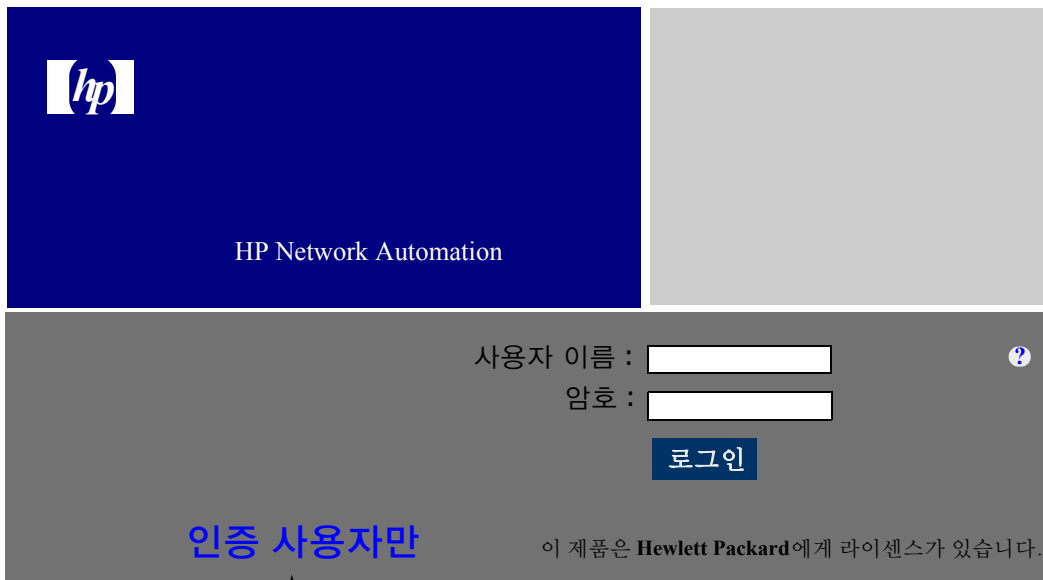 hp
HP Network Automation
사용자 이름 :
?
암호 :
로그인
인증 사용자만
이 제품은 Hewlett Packard에게 라이센스가 있습니다.